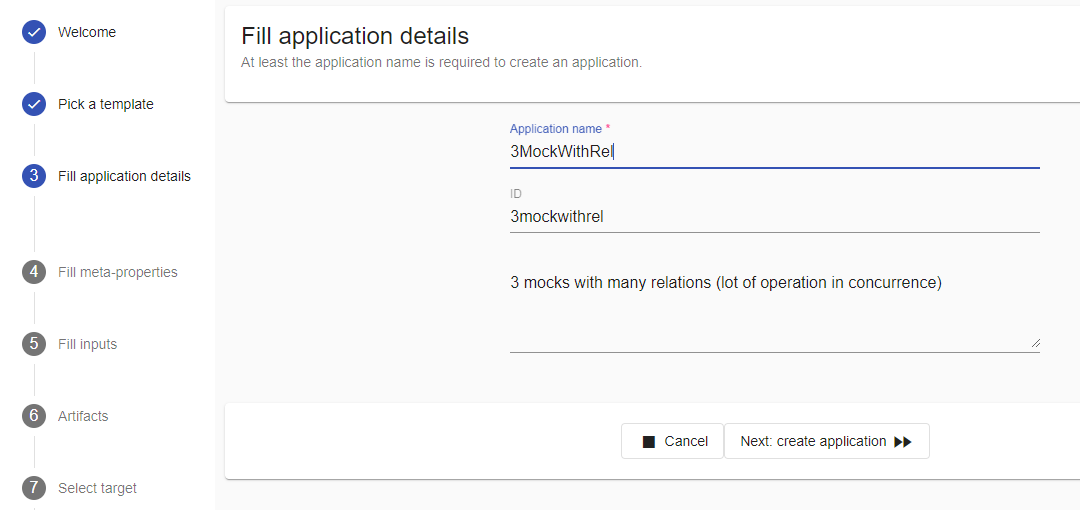 Welcome
Pick a template
3 Fill application details
4 Fill meta-properties
5 Fill inputs
6 Artifacts
7 Select target
Fill application details
At least the application name is required to create an application.
Application name *
3MockWithRel
ID
3mockwithrel
3 mocks with many relations (lot of operation in concurrence)
Cancel
Next: create application